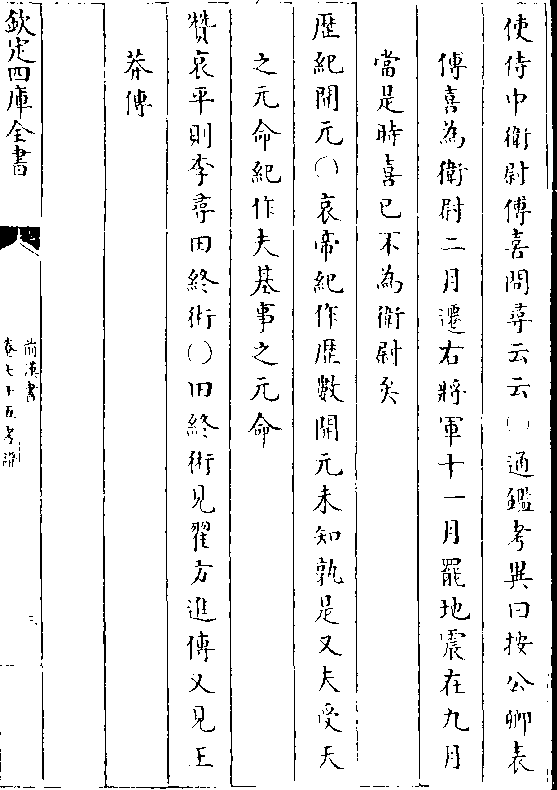 使侍中衛尉傅喜問尋云云〇通鑑考異曰按公卿表
傅喜為衛尉二月遷右將軍十一月罷地震在九月
當是時喜已不為衛尉矣
歴紀開元〇哀帝紀作歴數開元未知孰是又夫受天
之元命紀作夫基事之元命
賛哀平則李尋田終術〇田終術見翟方進傳又見王
莽傳
欽定四庫全書
前漢書
卷七十五考證
三